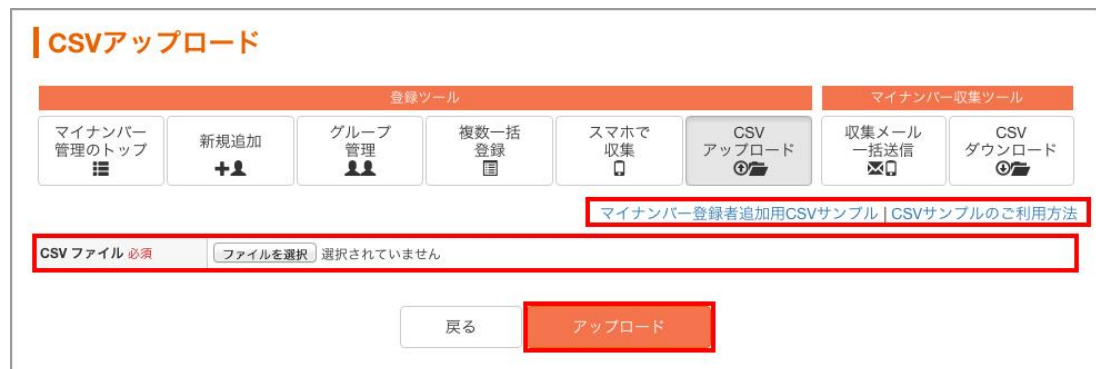 CSVアップロード
登録ツール
マイナンバー収集ツール
マイナンバー
管理のトップ
新規追加
グループ
管理
複数一括
登録
スマホで
収集
CSV
アップロード
収集メール
一括送信
CSV
ダウンロード
マイナンバー登録者追加用CSVサンプル | CSVサンプルのご利用方法
CSV ファイル 必須
ファイルを選択 選択されていません
戻る
アップロード